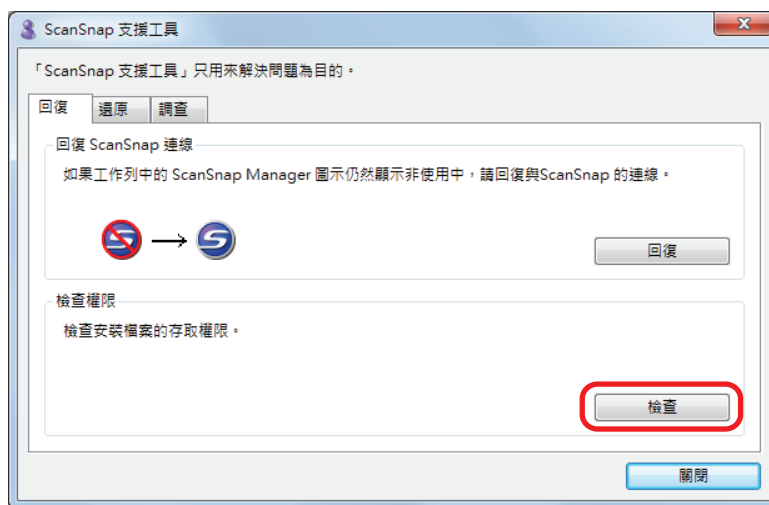 ScanSnap 支援工具
「ScanSnap 支援工具」只用來解決問題為目的。
回復 還原 調查
回復 ScanSnap 連線
如果工作列中的 ScanSnap Manager 圖示仍然顯示非使用中，請回復與ScanSnap 的連線。
回復
檢查權限
檢查安裝檔案的存取權限。
檢查
關閉